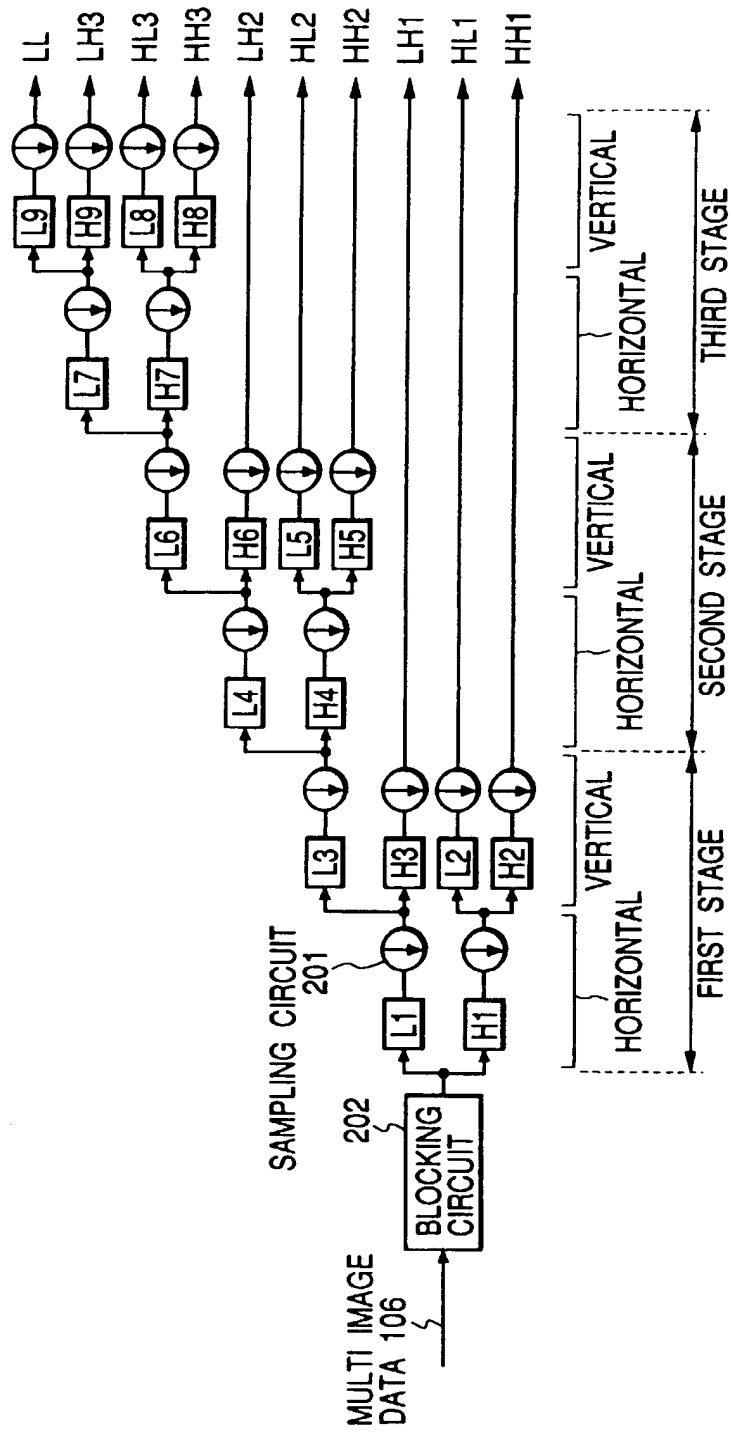 LL
LH3
HL3
HH3
LH2
HL2
HH2
LH1
HL1
HH1
L9
H9
L8
H8
L7
H7
L6
H6
L5
H5
L4
H4
L3
H3
L2
H2
L1
H1
SAMPLING CIRCUIT
201
202
BLOCKING
CIRCUIT
MULTI IMAGE
DATA 106
HORIZONTAL
VERTICAL
HORIZONTAL
VERTICAL
HORIZONTAL
VERTICAL
FIRST STAGE
SECOND STAGE
THIRD STAGE